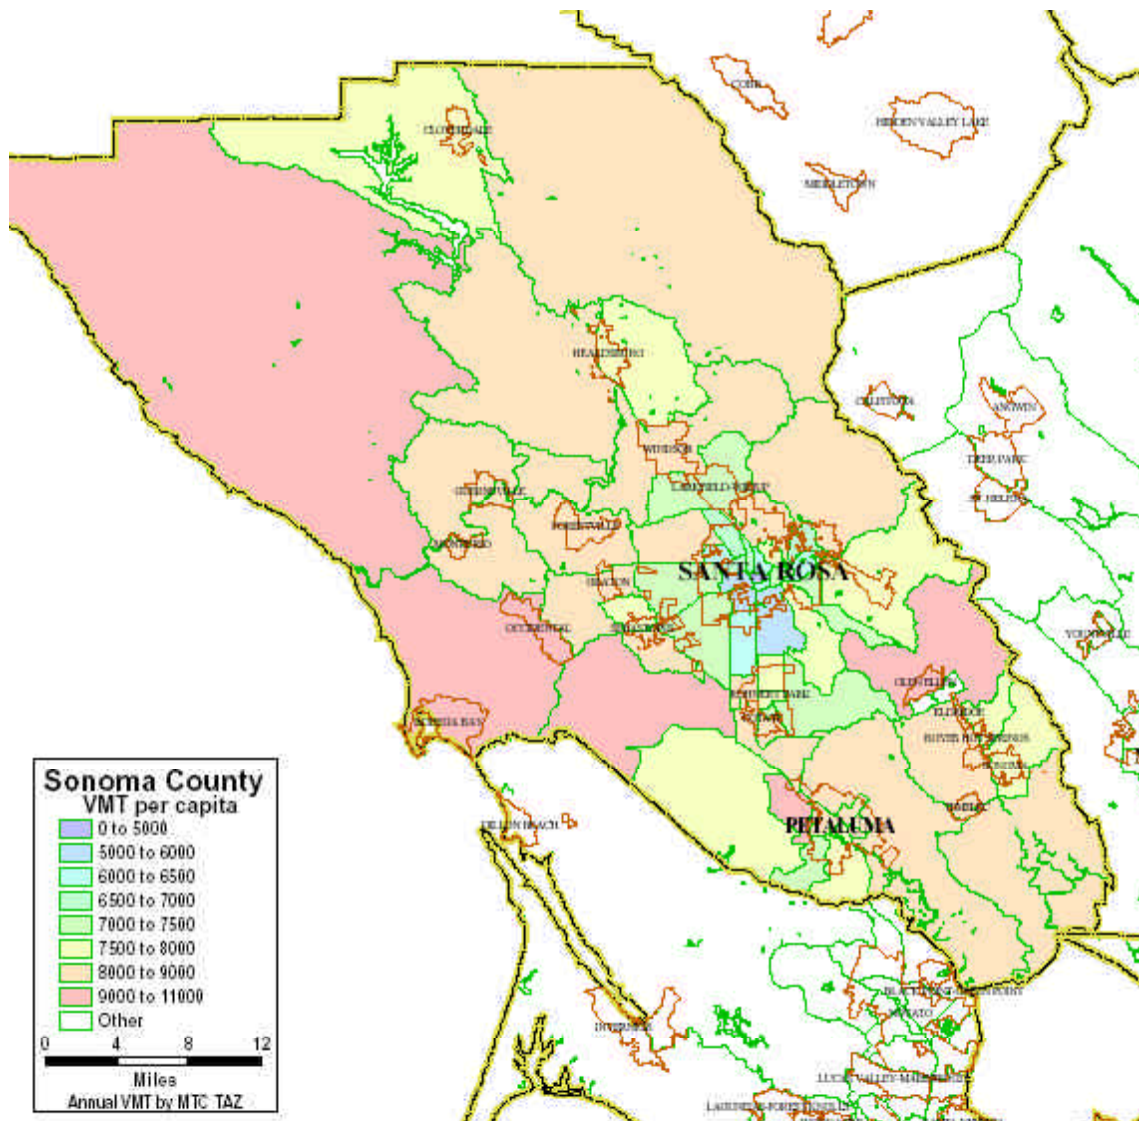 COBB
HIDDEN VALLEY LAKE
CLOVERDALE
MIDDLETOWN
HEALDSBURG
CALISTOGA
ANGWIN
WINDSOR
DEER PARK
LARKFIELD-WIKIUP
GUERNEVILLE
ST. HELENA
FORESTVILLE
MONTE RIO
SANTA ROSA
GRATON
OCCIDENTAL
SEBASTOPOL
YOUNTVILLE
GLEN ELLEN
ROHNERT PARK
ELDRIDGE
COTATI
BODEGA BAY
BOYES HOT SPRINGS
SONOMA
DILLON BEACH
PETALUMA
Sonoma County
VMT per capita
0 to 5000
5000 to 6000
6000 to 6500
6500 to 7000
7000 to 7500
7500 to 8000
8000 to 9000
9000 to 11000
Other
0 4 8 12
Miles
Annual VMT by MTC TAZ
BLACK POINT-GREEN POINT
NOVATO
INVERNESS